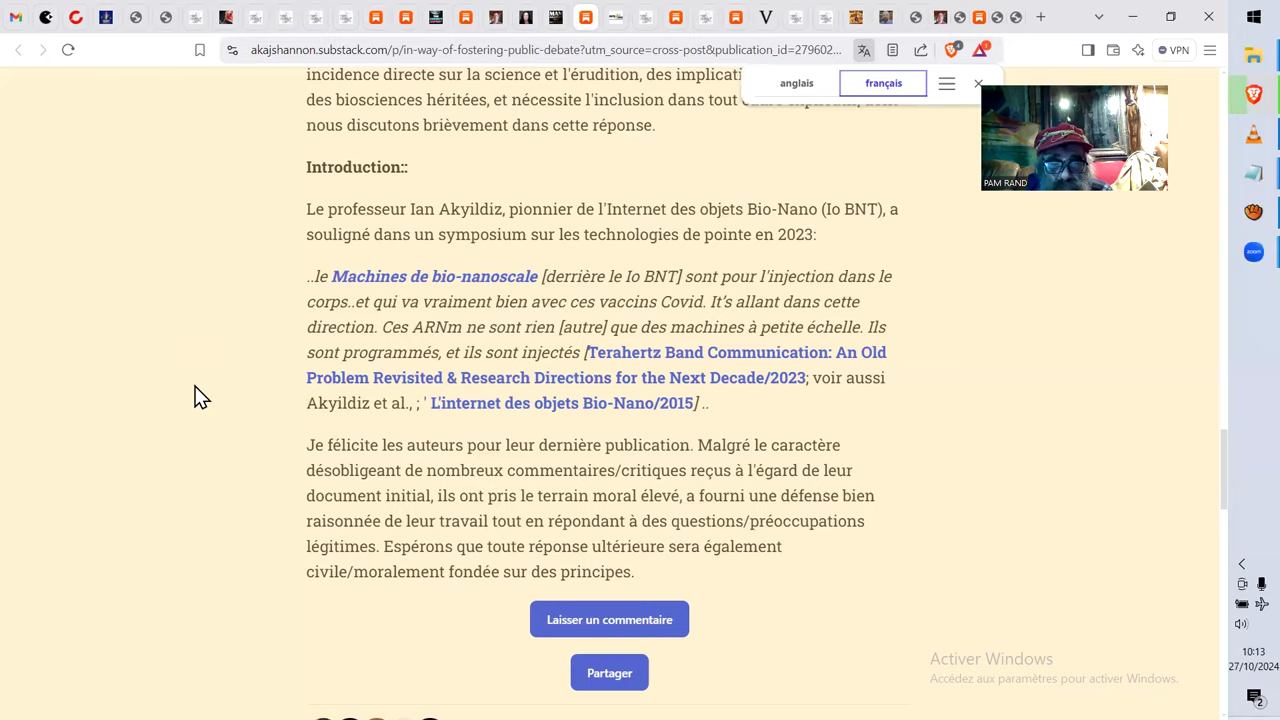 akajshannon.substack.com/p/in-way-of-fostering-public-debate?utm_source=cross-post&publication_id=279602...
VPN
anglais
français
incidence directe sur la science et l'érudition, des implicati
des biosciences héritées, et nécessite l'inclusion dans tout
nous discutons brièvement dans cette réponse.
PAM RAND
Introduction::
Le professeur Ian Akyildiz, pionnier de l'Internet des objets Bio-Nano (Io BNT), a
souligné dans un symposium sur les technologies de pointe en 2023:
..le Machines de bio-nanoscale [derrière le Io BNT] sont pour l'injection dans le
corps..et qui va vraiment bien avec ces vaccins Covid. It's allant dans cette
direction. Ces ARNm ne sont rien [autre] que des machines à petite échelle. Ils
sont programmés, et ils sont injectés [Terahertz Band Communication: An Old
Problem Revisited & Research Directions for the Next Decade/2023; voir aussi
Akyildiz et al., ; ' L'internet des objets Bio-Nano/2015] ..
Je félicite les auteurs pour leur dernière publication. Malgré le caractère
désobligeant de nombreux commentaires/critiques reçus à l'égard de leur
document initial, ils ont pris le terrain moral élevé, a fourni une défense bien
raisonnée de leur travail tout en répondant à des questions/préoccupations
légitimes. Espérons que toute réponse ultérieure sera également
civile/moralement fondée sur des principes.
Laisser un commentaire
Partager
Activer Windows
Accédez aux paramètres pour activer Windows.
zoom
10:13
27/10/2024
2